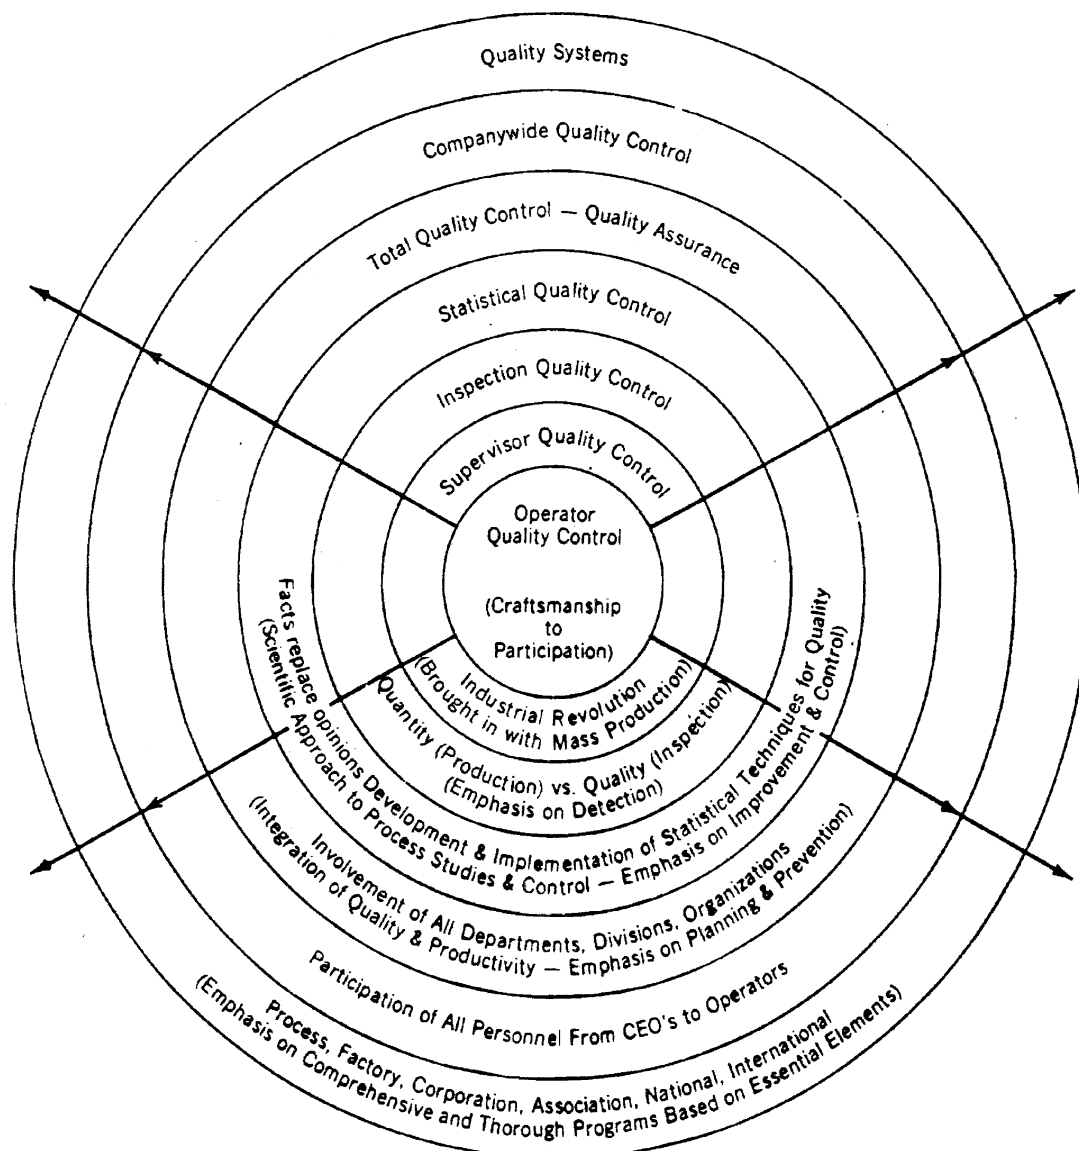 Quality Systems
Companywide Quality Control
Total Quality Control — Quality Assurance
Statistical Quality Control
Inspection Quality Control
Supervisor Quality Control
Operator
Quality Control
(Craftsmanship
to
Participation)
Industrial Revolution
(Brought in with Mass Production)
Quantity (Production) vs. Quality (Inspection)
(Emphasis on Detection)
Facts replace opinions Development & Implementation of Statistical Techniques for Quality
(Scientific Approach to Process Studies & Control — Emphasis on Improvement & Control)
Involvement of All Departments, Divisions, Organizations
(Integration of Quality & Productivity — Emphasis on Planning & Prevention)
Participation of All Personnel From CEO's to Operators
Process, Factory, Corporation, Association, National, International
(Emphasis on Comprehensive and Thorough Programs Based on Essential Elements)